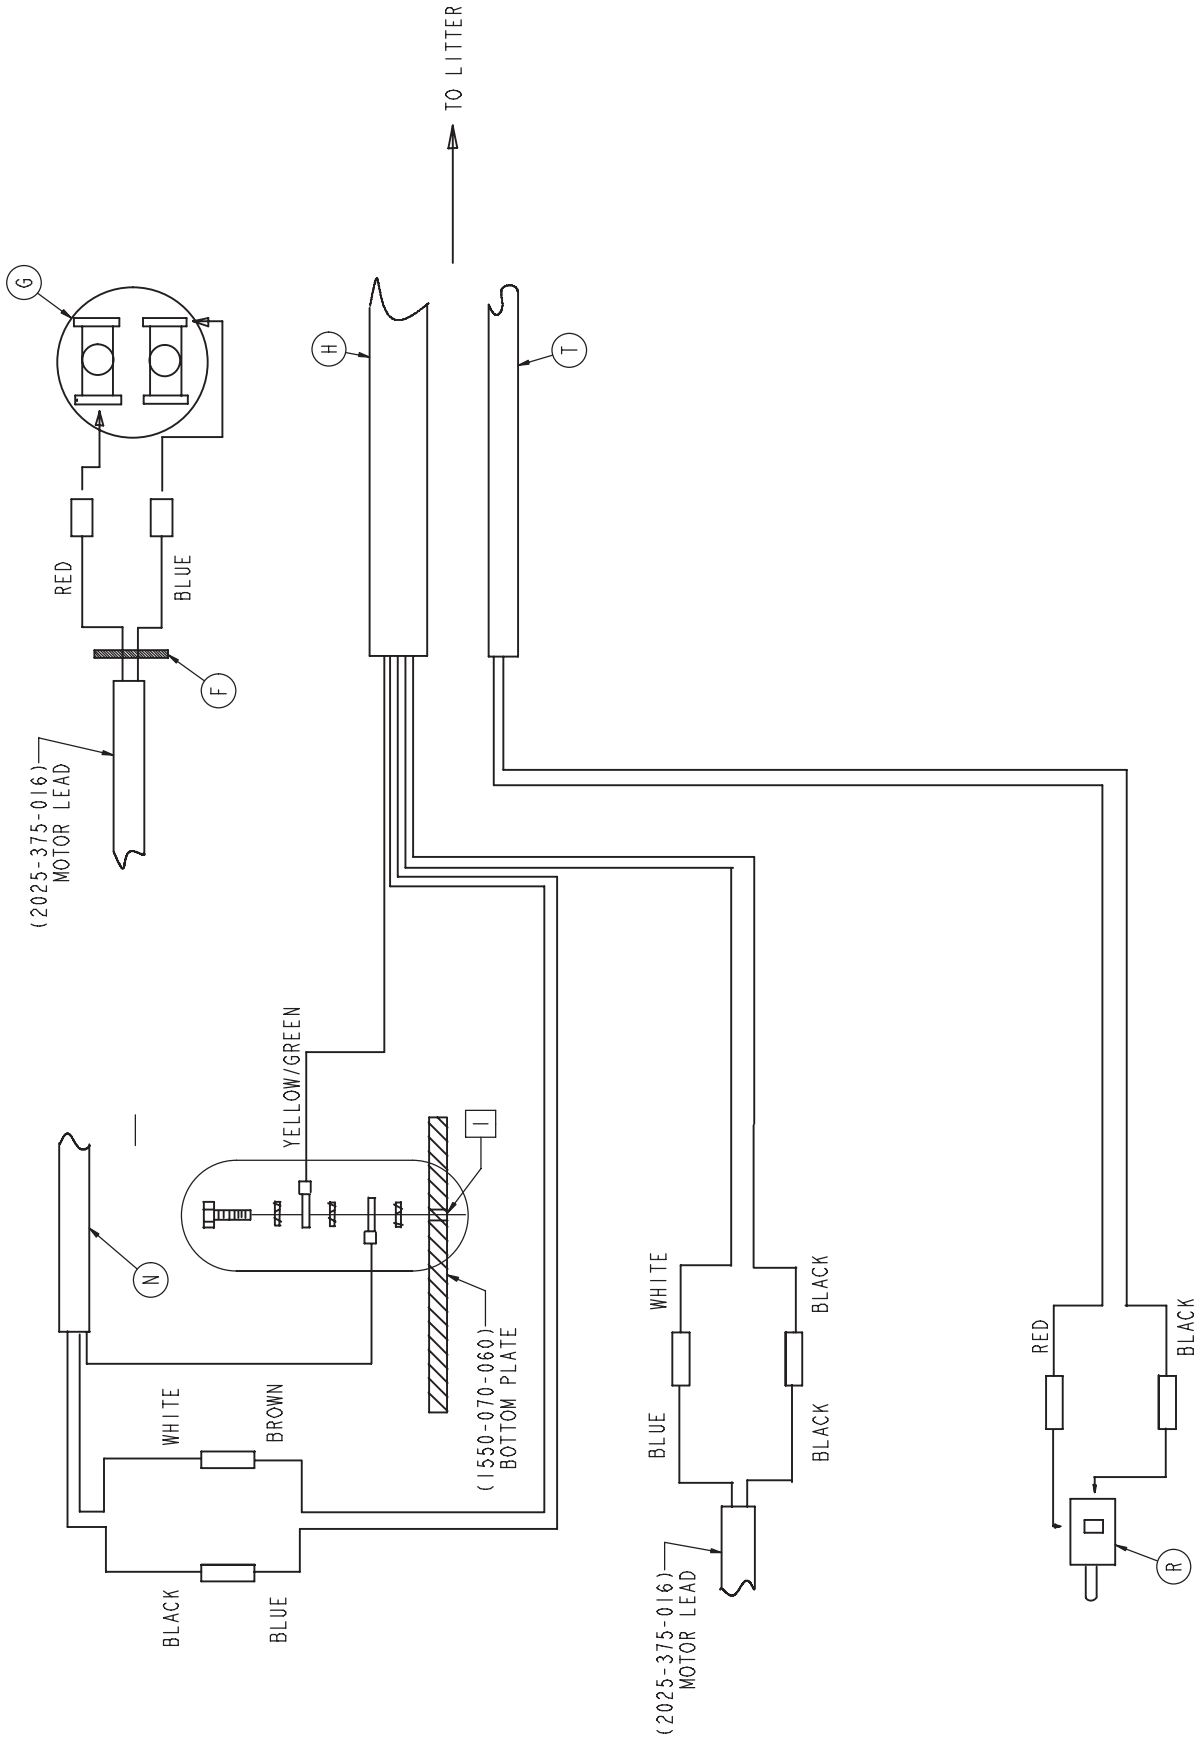 TO LITTER
G
RED
BLUE
F
(2025-375-016)
MOTOR LEAD
H
T
YELLOW/GREEN
1
N
(1550-070-060)
BOTTOM PLATE
WHITE
BROWN
BLACK
BLUE
WHITE
BLACK
BLUE
BLACK
(2025-375-016)
MOTOR LEAD
RED
BLACK
R